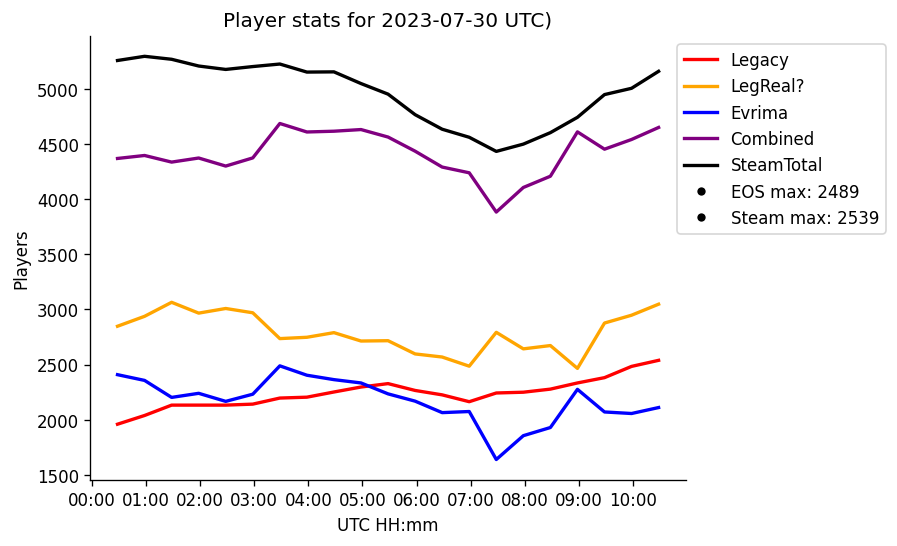 Player stats for 2023-07-30 UTC)
Legacy
LegReal?
Evrima
Combined
SteamTotal
EOS max: 2489
Steam max: 2539
Players
5000
4500
4000
3500
3000
2500
2000
1500
00:00 01:00 02:00 03:00 04:00 05:00 06:00 07:00 08:00 09:00 10:00
UTC HH:mm